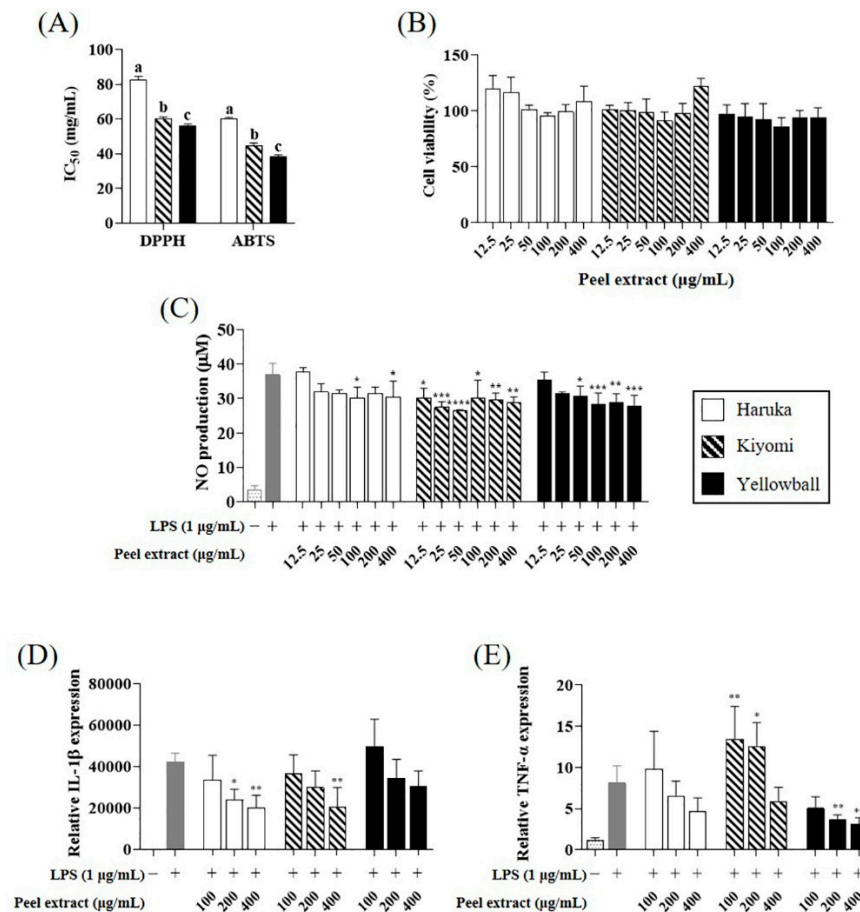 (A)
IC50 (mg/mL)
80
60
40
20
0
a
b
c
a
b
c
DPPH
ABTS
(B)
Cell viability (%)
150
100
50
0
12.5 25 50 100 200 400 12.5 25 50 100 200 400 12.5 25 50 100 200 400
Peel extract (µg/mL)
(C)
NO production (µM)
50
40
30
20
10
0
* * * *** **** * ** ** * *** ** ***
LPS (1 µg/mL) − + + + + + + + + + + + + + + + + + + +
Peel extract (µg/mL) 12.5 25 50 100 200 400 12.5 25 50 100 200 400 12.5 25 50 100 200 400
Haruka
Kiyomi
Yellowball
(D)
Relative IL-1β expression
80000
60000
40000
20000
0
* ** **
LPS (1 µg/mL) − + + + + + + + + + +
Peel extract (µg/mL) 100 200 400 100 200 400 100 200 400
(E)
Relative TNF-α expression
20
15
10
5
0
** * ** *
LPS (1 µg/mL) − + + + + + + + + + +
Peel extract (µg/mL) 100 200 400 100 200 400 100 200 400